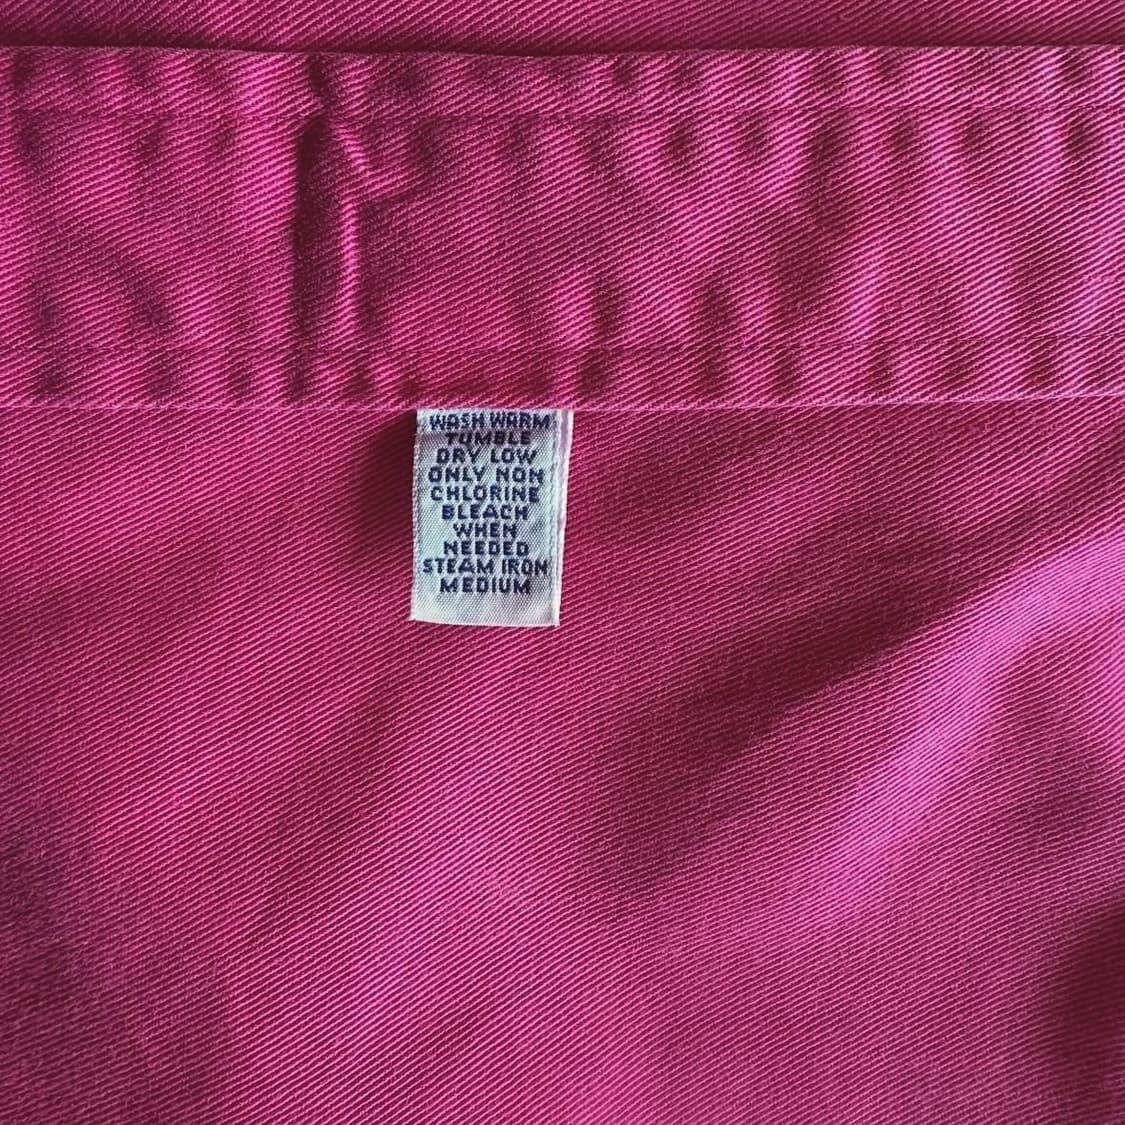 WASH WARM
TUMBLE
DRY LOW
ONLY NON
CHLORINE
BLEACH
WHEN
NEEDED
STEAM IRON
MEDIUM